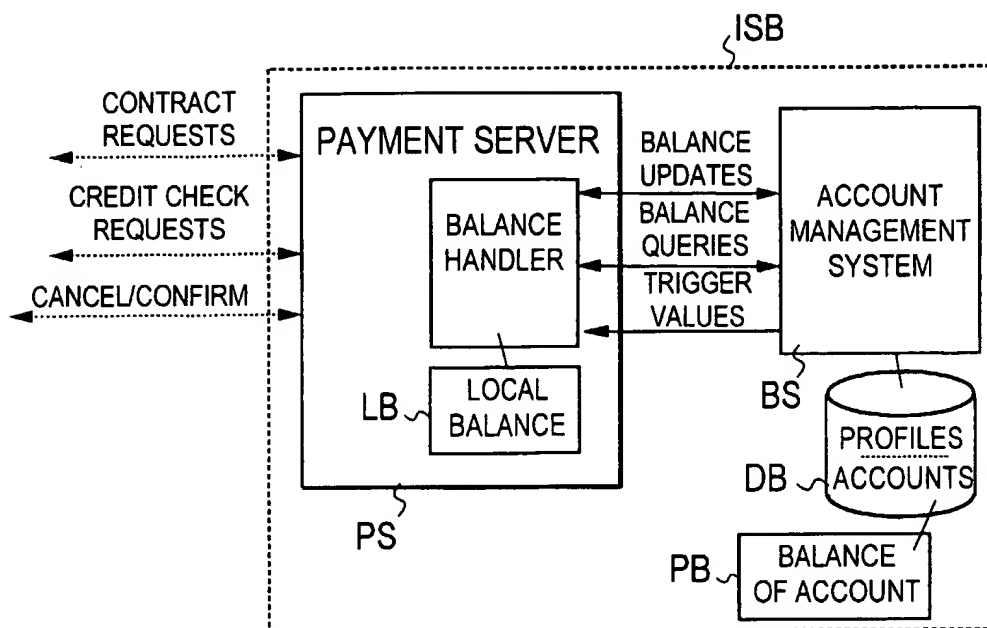 ISB
CONTRACT
REQUESTS
CREDIT CHECK
REQUESTS
CANCEL/CONFIRM
PAYMENT SERVER
BALANCE
HANDLER
LB
LOCAL
BALANCE
PS
BALANCE
UPDATES
BALANCE
QUERIES
TRIGGER
VALUES
ACCOUNT
MANAGEMENT
SYSTEM
BS
PROFILES
DB
ACCOUNTS
PB
BALANCE
OF ACCOUNT